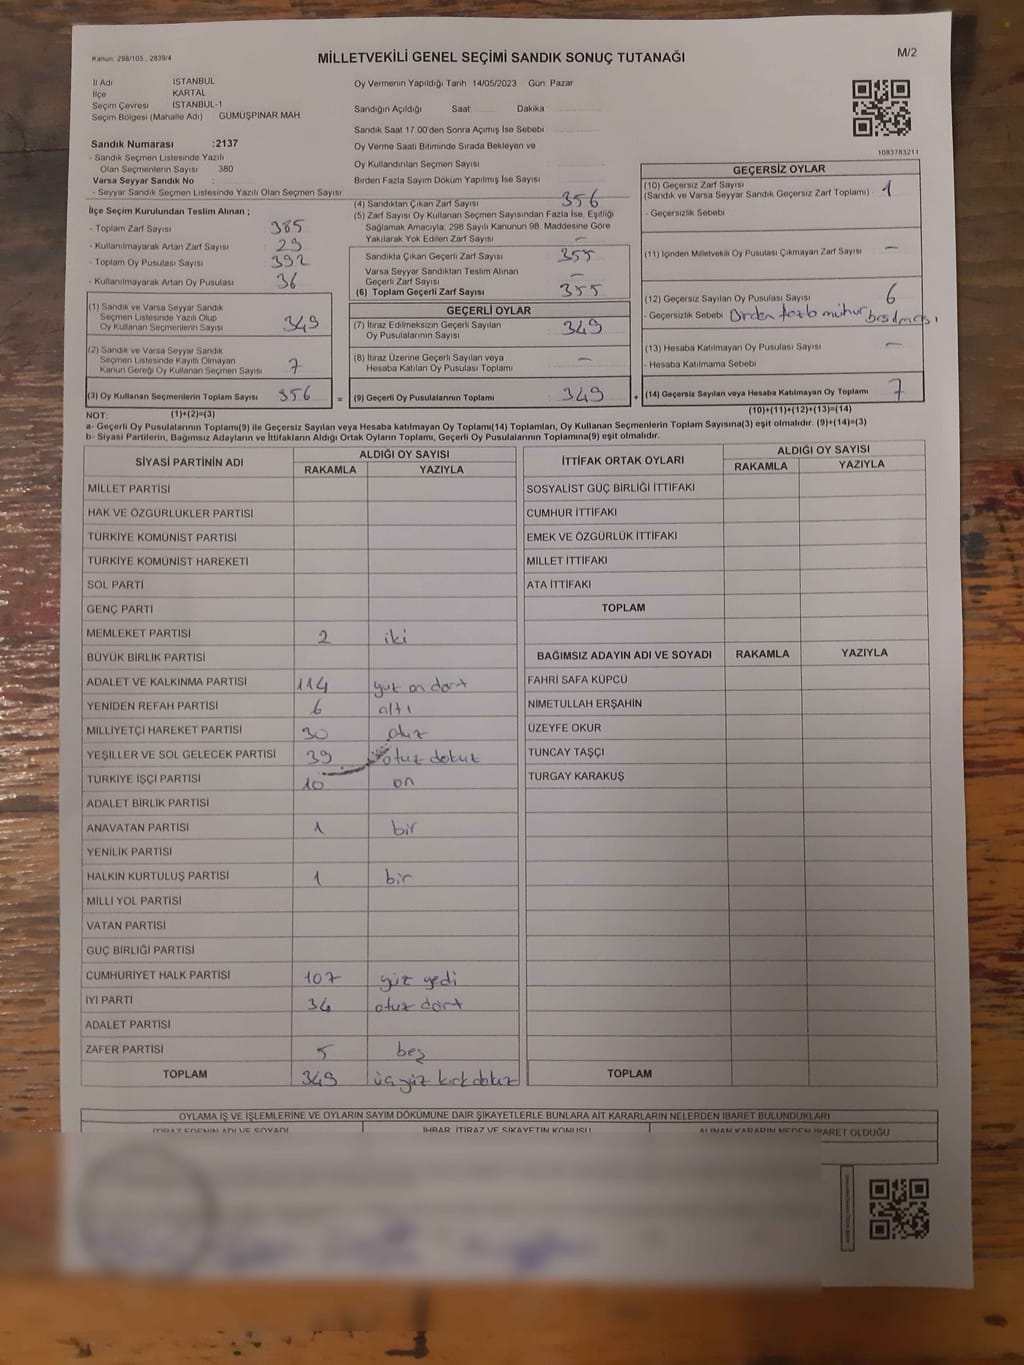 Kanun: 298/105 , 2839/4
MİLLETVEKİLİ GENEL SEÇİMİ SANDIK SONUÇ TUTANAĞI
M/2
İl Adı İSTANBUL
İlçe KARTAL
Seçim Çevresi İSTANBUL-1
Seçim Bölgesi (Mahalle Adı) GÜMÜŞPINAR MAH.
Oy Vermenin Yapıldığı Tarih 14/05/2023 Gün: Pazar
Sandığın Açıldığı Saat Dakika
Sandık Saat 17.00'den Sonra Açımış İse Sebebi
Oy Verme Saati Bitiminde Sırada Bekleyen ve
Oy Kullandırılan Seçmen Sayısı
Birden Fazla Sayım Döküm Yapılmış İse Sayısı
1083783211
Sandık Numarası :2137
- Sandık Seçmen Listesinde Yazılı
Olan Seçmenlerin Sayısı 380
Varsa Seyyar Sandık No :
- Seyyar Sandık Seçmen Listesinde Yazılı Olan Seçmen Sayısı
İlçe Seçim Kurulundan Teslim Alınan ;
- Toplam Zarf Sayısı 385
- Kullanılmayarak Artan Zarf Sayısı 29
- Toplam Oy Pusulası Sayısı 392
- Kullanılmayarak Artan Oy Pusulası 36
(1) Sandık ve Varsa Seyyar Sandık
Seçmen Listesinde Yazılı Olup
Oy Kullanan Seçmenlerin Sayısı 349
(2) Sandık ve Varsa Seyyar Sandık
Seçmen Listesinde Kayıtlı Olmayan
Kanun Gereği Oy Kullanan Seçmen Sayısı 7
(3) Oy Kullanan Seçmenlerin Toplam Sayısı 356 =
(4) Sandıktan Çıkan Zarf Sayısı 356
(5) Zarf Sayısı Oy Kullanan Seçmen Sayısından Fazla İse, Eşitliği
Sağlamak Amacıyla, 298 Sayılı Kanunun 98. Maddesine Göre
Yakılarak Yok Edilen Zarf Sayısı –
Sandıkta Çıkan Geçerli Zarf Sayısı 355
Varsa Seyyar Sandıktan Teslim Alınan
Geçerli Zarf Sayısı –
(6) Toplam Geçerli Zarf Sayısı 355
GEÇERLİ OYLAR
(7) İtiraz Edilmeksizin Geçerli Sayılan
Oy Pusulalarının Sayısı 349
(8) İtiraz Üzerine Geçerli Sayılan veya
Hesaba Katılan Oy Pusulası Toplamı –
(9) Geçerli Oy Pusulalarının Toplamı 349 +
GEÇERSİZ OYLAR
(10) Geçersiz Zarf Sayısı
(Sandık ve Varsa Seyyar Sandık Geçersiz Zarf Toplamı) 1
- Geçersizlik Sebebi
(11) İçinden Milletvekili Oy Pusulası Çıkmayan Zarf Sayısı –
(12) Geçersiz Sayılan Oy Pusulası Sayısı 6
- Geçersizlik Sebebi Birden fazla mühür basılması
(13) Hesaba Katılmayan Oy Pusulası Sayısı –
- Hesaba Katılmama Sebebi
(14) Geçersiz Sayılan veya Hesaba Katılmayan Oy Toplamı 7
NOT: (1)+(2)=(3) (10)+(11)+(12)+(13)=(14)
a- Geçerli Oy Pusulalarının Toplamı(9) ile Geçersiz Sayılan veya Hesaba katılmayan Oy Toplamı(14) Toplamları, Oy Kullanan Seçmenlerin Toplam Sayısına(3) eşit olmalıdır. (9)+(14)=(3)
b- Siyasi Partilerin, Bağımsız Adayların ve İttifakların Aldığı Ortak Oyların Toplamı, Geçerli Oy Pusulalarının Toplamına(9) eşit olmalıdır.
SİYASİ PARTİNİN ADI ALDIĞI OY SAYISI
RAKAMLA YAZIYLA
MİLLET PARTİSİ
HAK VE ÖZGÜRLÜKLER PARTİSİ
TÜRKİYE KOMÜNİST PARTİSİ
TÜRKİYE KOMÜNİST HAREKETİ
SOL PARTİ
GENÇ PARTİ
MEMLEKET PARTİSİ 2 iki
BÜYÜK BİRLİK PARTİSİ
ADALET VE KALKINMA PARTİSİ 114 yüz on dört
YENİDEN REFAH PARTİSİ 6 altı
MİLLİYETÇİ HAREKET PARTİSİ 30 otuz
YEŞİLLER VE SOL GELECEK PARTİSİ 39 otuz dokuz
TÜRKİYE İŞÇİ PARTİSİ 10 on
ADALET BİRLİK PARTİSİ
ANAVATAN PARTİSİ 1 bir
YENİLİK PARTİSİ
HALKIN KURTULUŞ PARTİSİ 1 bir
MİLLİ YOL PARTİSİ
VATAN PARTİSİ
GÜÇ BİRLİĞİ PARTİSİ
CUMHURİYET HALK PARTİSİ 107 yüz yedi
İYİ PARTİ 34 otuz dört
ADALET PARTİSİ
ZAFER PARTİSİ 5 beş
TOPLAM 349 üç yüz kırk dokuz
İTTİFAK ORTAK OYLARI ALDIĞI OY SAYISI
RAKAMLA YAZIYLA
SOSYALİST GÜÇ BİRLİĞİ İTTİFAKI
CUMHUR İTTİFAKI
EMEK VE ÖZGÜRLÜK İTTİFAKI
MİLLET İTTİFAKI
ATA İTTİFAKI
TOPLAM
BAĞIMSIZ ADAYIN ADI VE SOYADI RAKAMLA YAZIYLA
FAHRİ SAFA KÜPCÜ
NİMETULLAH ERŞAHİN
ÜZEYFE OKUR
TUNCAY TAŞÇI
TURGAY KARAKUŞ
TOPLAM
OYLAMA İŞ VE İŞLEMLERİNE VE OYLARIN SAYIM DÖKÜMÜNE DAİR ŞİKAYETLERLE BUNLARA AİT KARARLARIN NELERDEN İBARET BULUNDUKLARI
İTİRAZ EDENİN ADI VE SOYADI İHBAR, İTİRAZ VE ŞİKAYETİN KONUSU ALINAN KARARIN NEDEN İBARET OLDUĞU